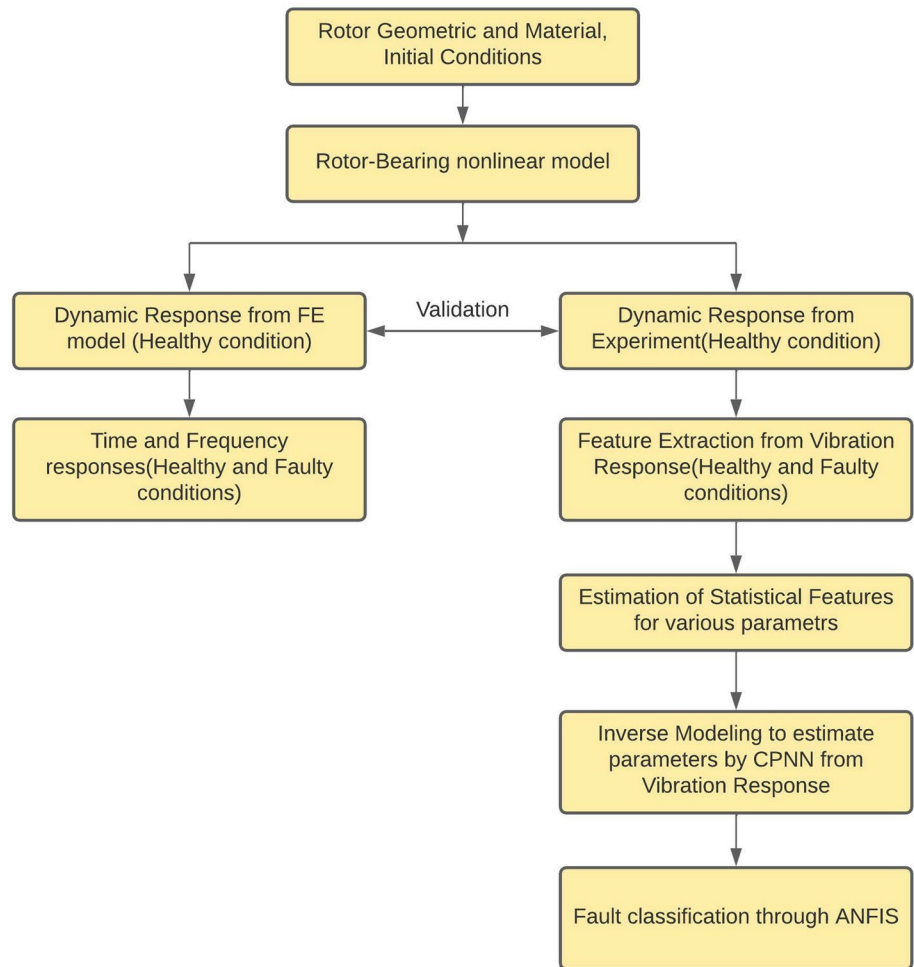 Rotor Geometric and Material,
Initial Conditions
Rotor-Bearing nonlinear model
Dynamic Response from FE
model (Healthy condition)
Validation
Dynamic Response from
Experiment(Healthy condition)
Time and Frequency
responses(Healthy and Faulty
conditions)
Feature Extraction from Vibration
Response(Healthy and Faulty
conditions)
Estimation of Statistical Features
for various parametrs
Inverse Modeling to estimate
parameters by CPNN from
Vibration Response
Fault classification through ANFIS